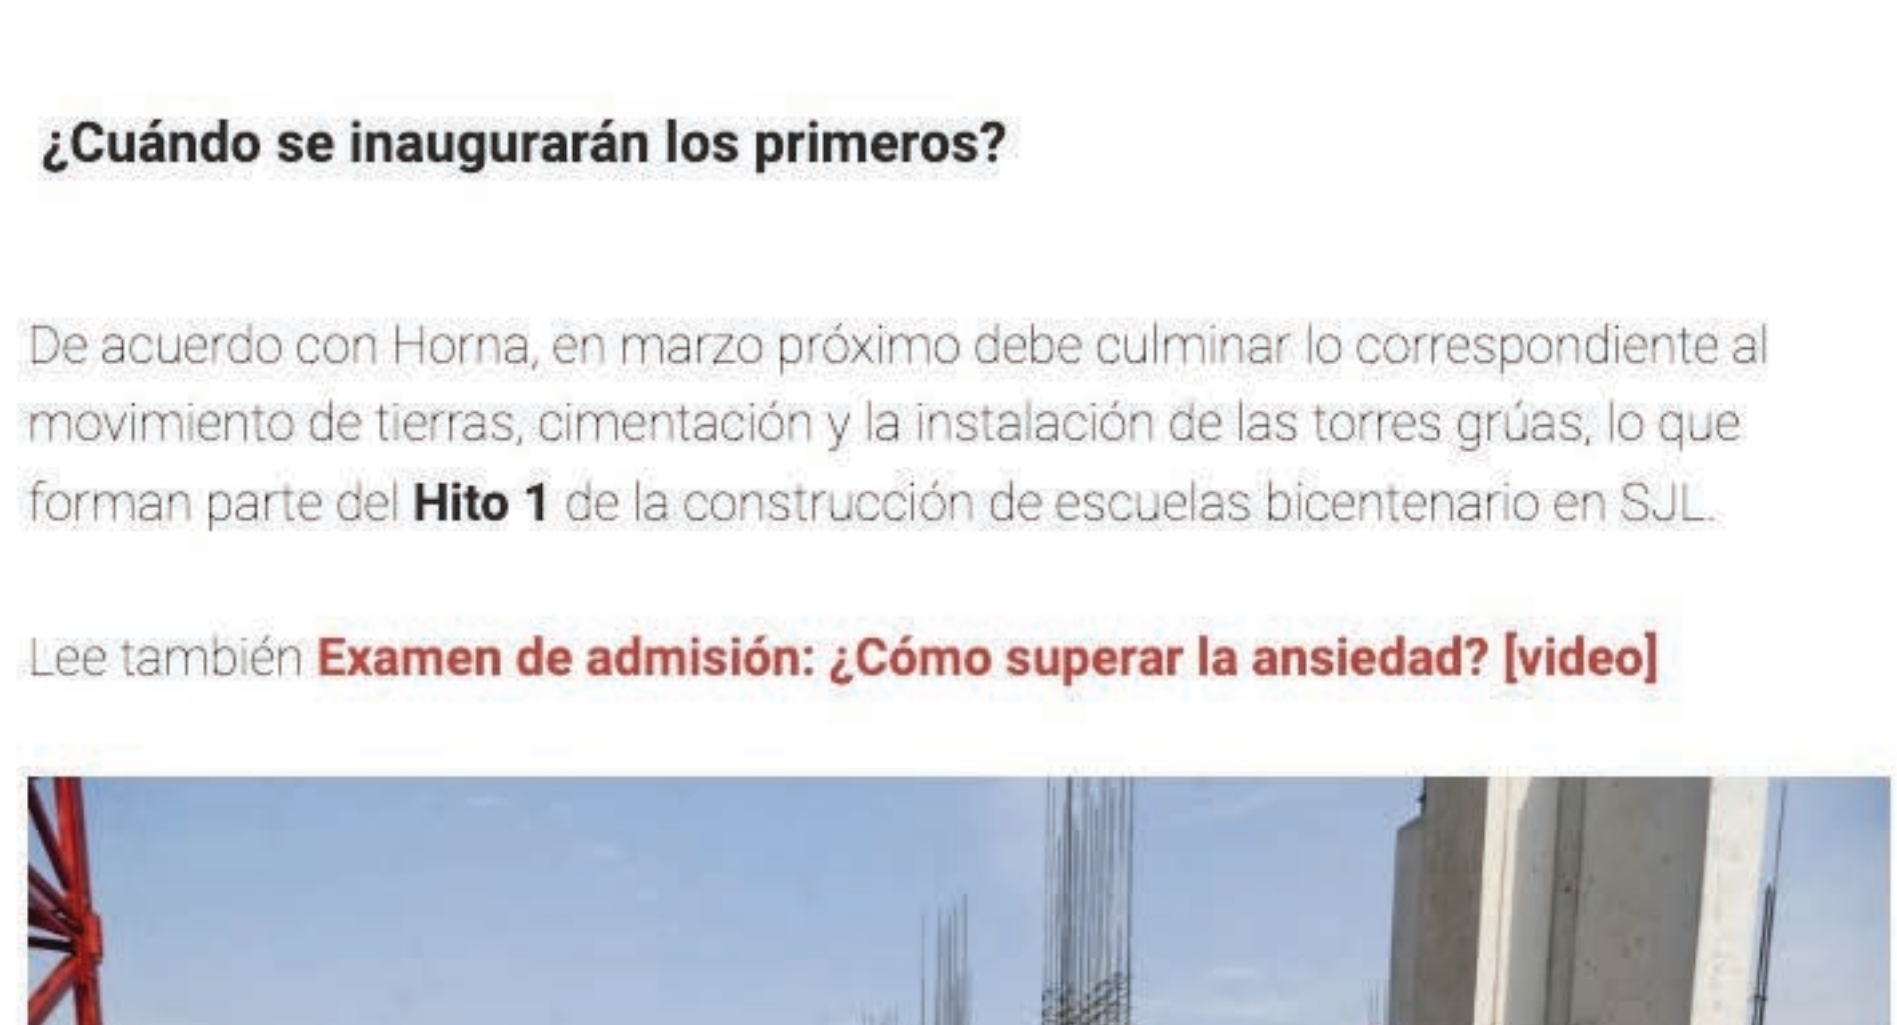 ¿Cuándo se inaugurarán los primeros?
De acuerdo con Horna, en marzo próximo debe culminar lo correspondiente al
movimiento de tierras, cimentación y la instalación de las torres grúas, lo que
forman parte del Hito 1 de la construcción de escuelas bicentenario en SJL.
Lee también Examen de admisión: ¿Cómo superar la ansiedad? [video]